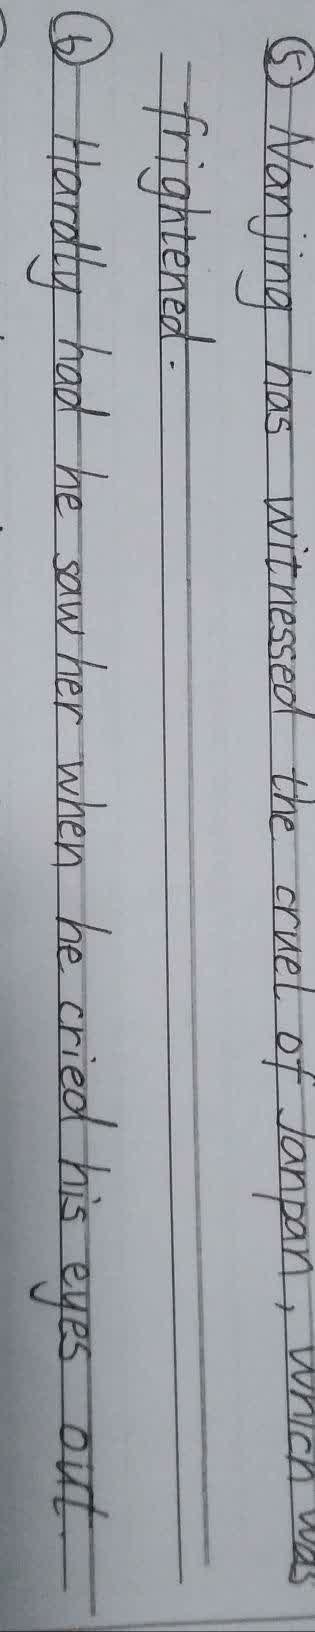 ⑤ Nanjing has witnessed the cruel of Janpan, which was
frightened.
⑥ Hardly had he saw her when he cried his eyes out.